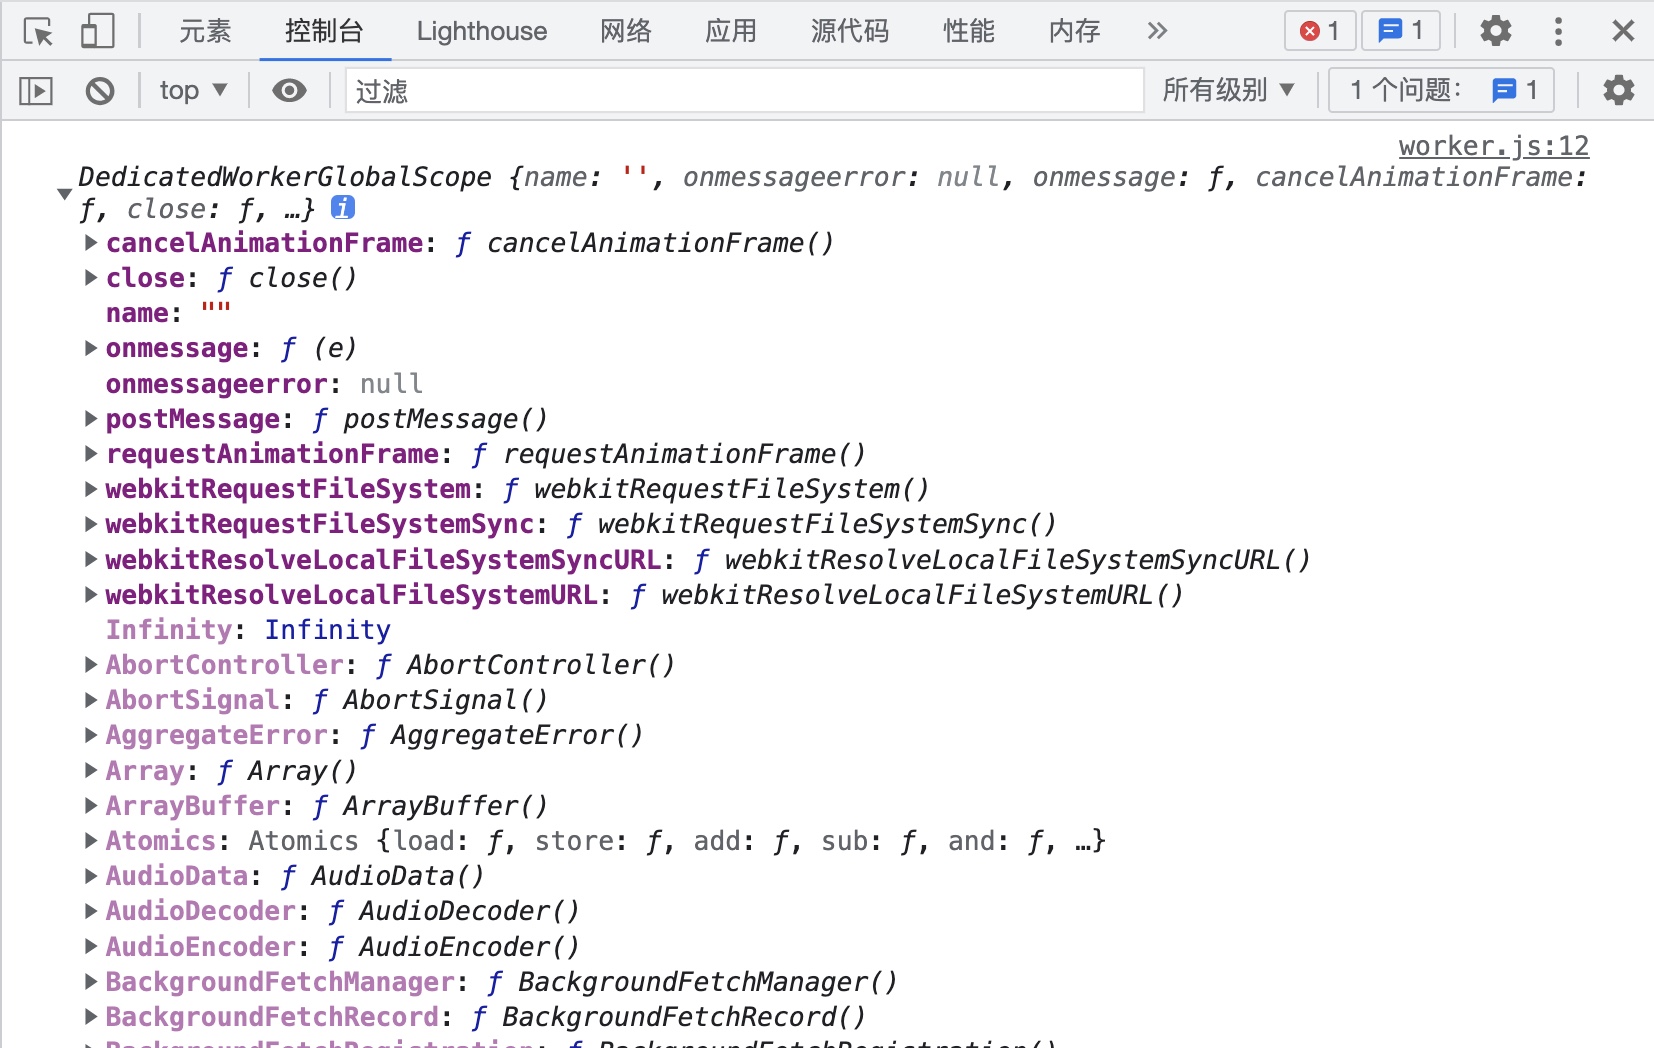 元素 控制台 Lighthouse 网络 应用 源代码 性能 内存 1 1
top 过滤 所有级别 1 个问题: 1
worker.js:12
DedicatedWorkerGlobalScope {name: '', onmessageerror: null, onmessage: ƒ, cancelAnimationFrame:
ƒ, close: ƒ, …} i
cancelAnimationFrame: ƒ cancelAnimationFrame()
close: ƒ close()
name: ""
onmessage: ƒ (e)
onmessageerror: null
postMessage: ƒ postMessage()
requestAnimationFrame: ƒ requestAnimationFrame()
webkitRequestFileSystem: ƒ webkitRequestFileSystem()
webkitRequestFileSystemSync: ƒ webkitRequestFileSystemSync()
webkitResolveLocalFileSystemSyncURL: ƒ webkitResolveLocalFileSystemSyncURL()
webkitResolveLocalFileSystemURL: ƒ webkitResolveLocalFileSystemURL()
Infinity: Infinity
AbortController: ƒ AbortController()
AbortSignal: ƒ AbortSignal()
AggregateError: ƒ AggregateError()
Array: ƒ Array()
ArrayBuffer: ƒ ArrayBuffer()
Atomics: Atomics {load: ƒ, store: ƒ, add: ƒ, sub: ƒ, and: ƒ, …}
AudioData: ƒ AudioData()
AudioDecoder: ƒ AudioDecoder()
AudioEncoder: ƒ AudioEncoder()
BackgroundFetchManager: ƒ BackgroundFetchManager()
BackgroundFetchRecord: ƒ BackgroundFetchRecord()
BackgroundFetchRegistration: ƒ BackgroundFetchRegistration()